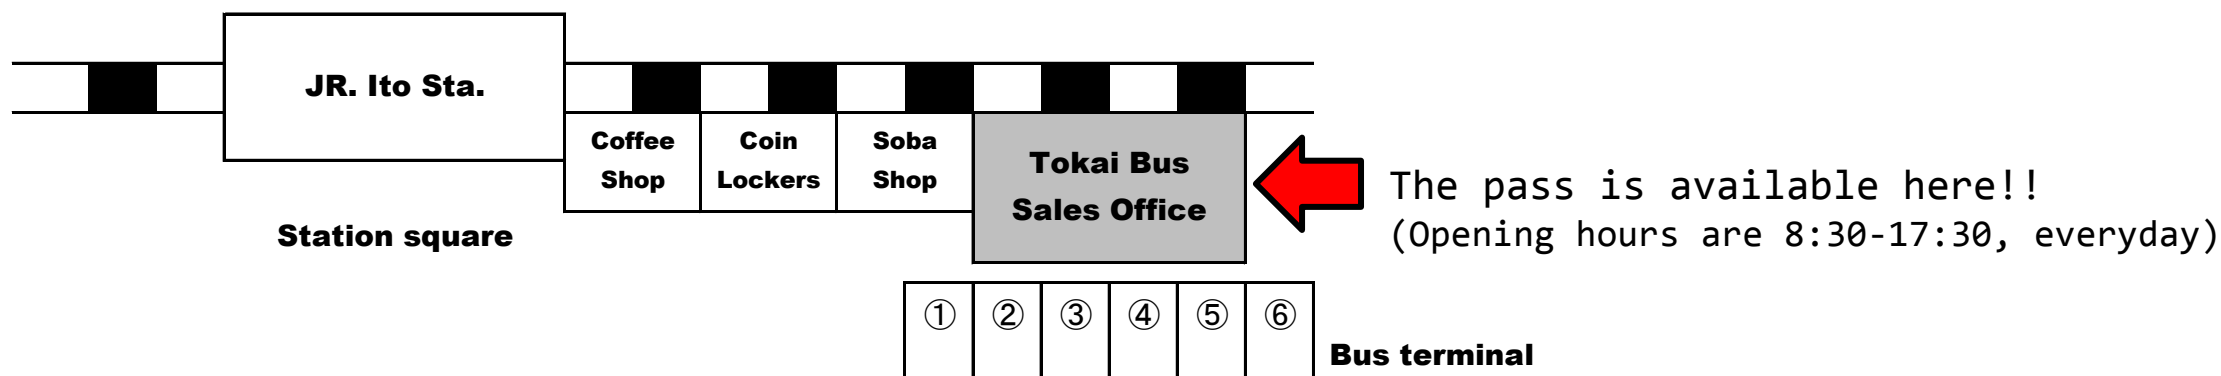 JR. Ito Sta.
Coffee
Shop
Coin
Lockers
Soba
Shop
Tokai Bus
Sales Office
The pass is available here!!
(Opening hours are 8:30-17:30, everyday)
Station square
① ② ③ ④ ⑤ ⑥
Bus terminal